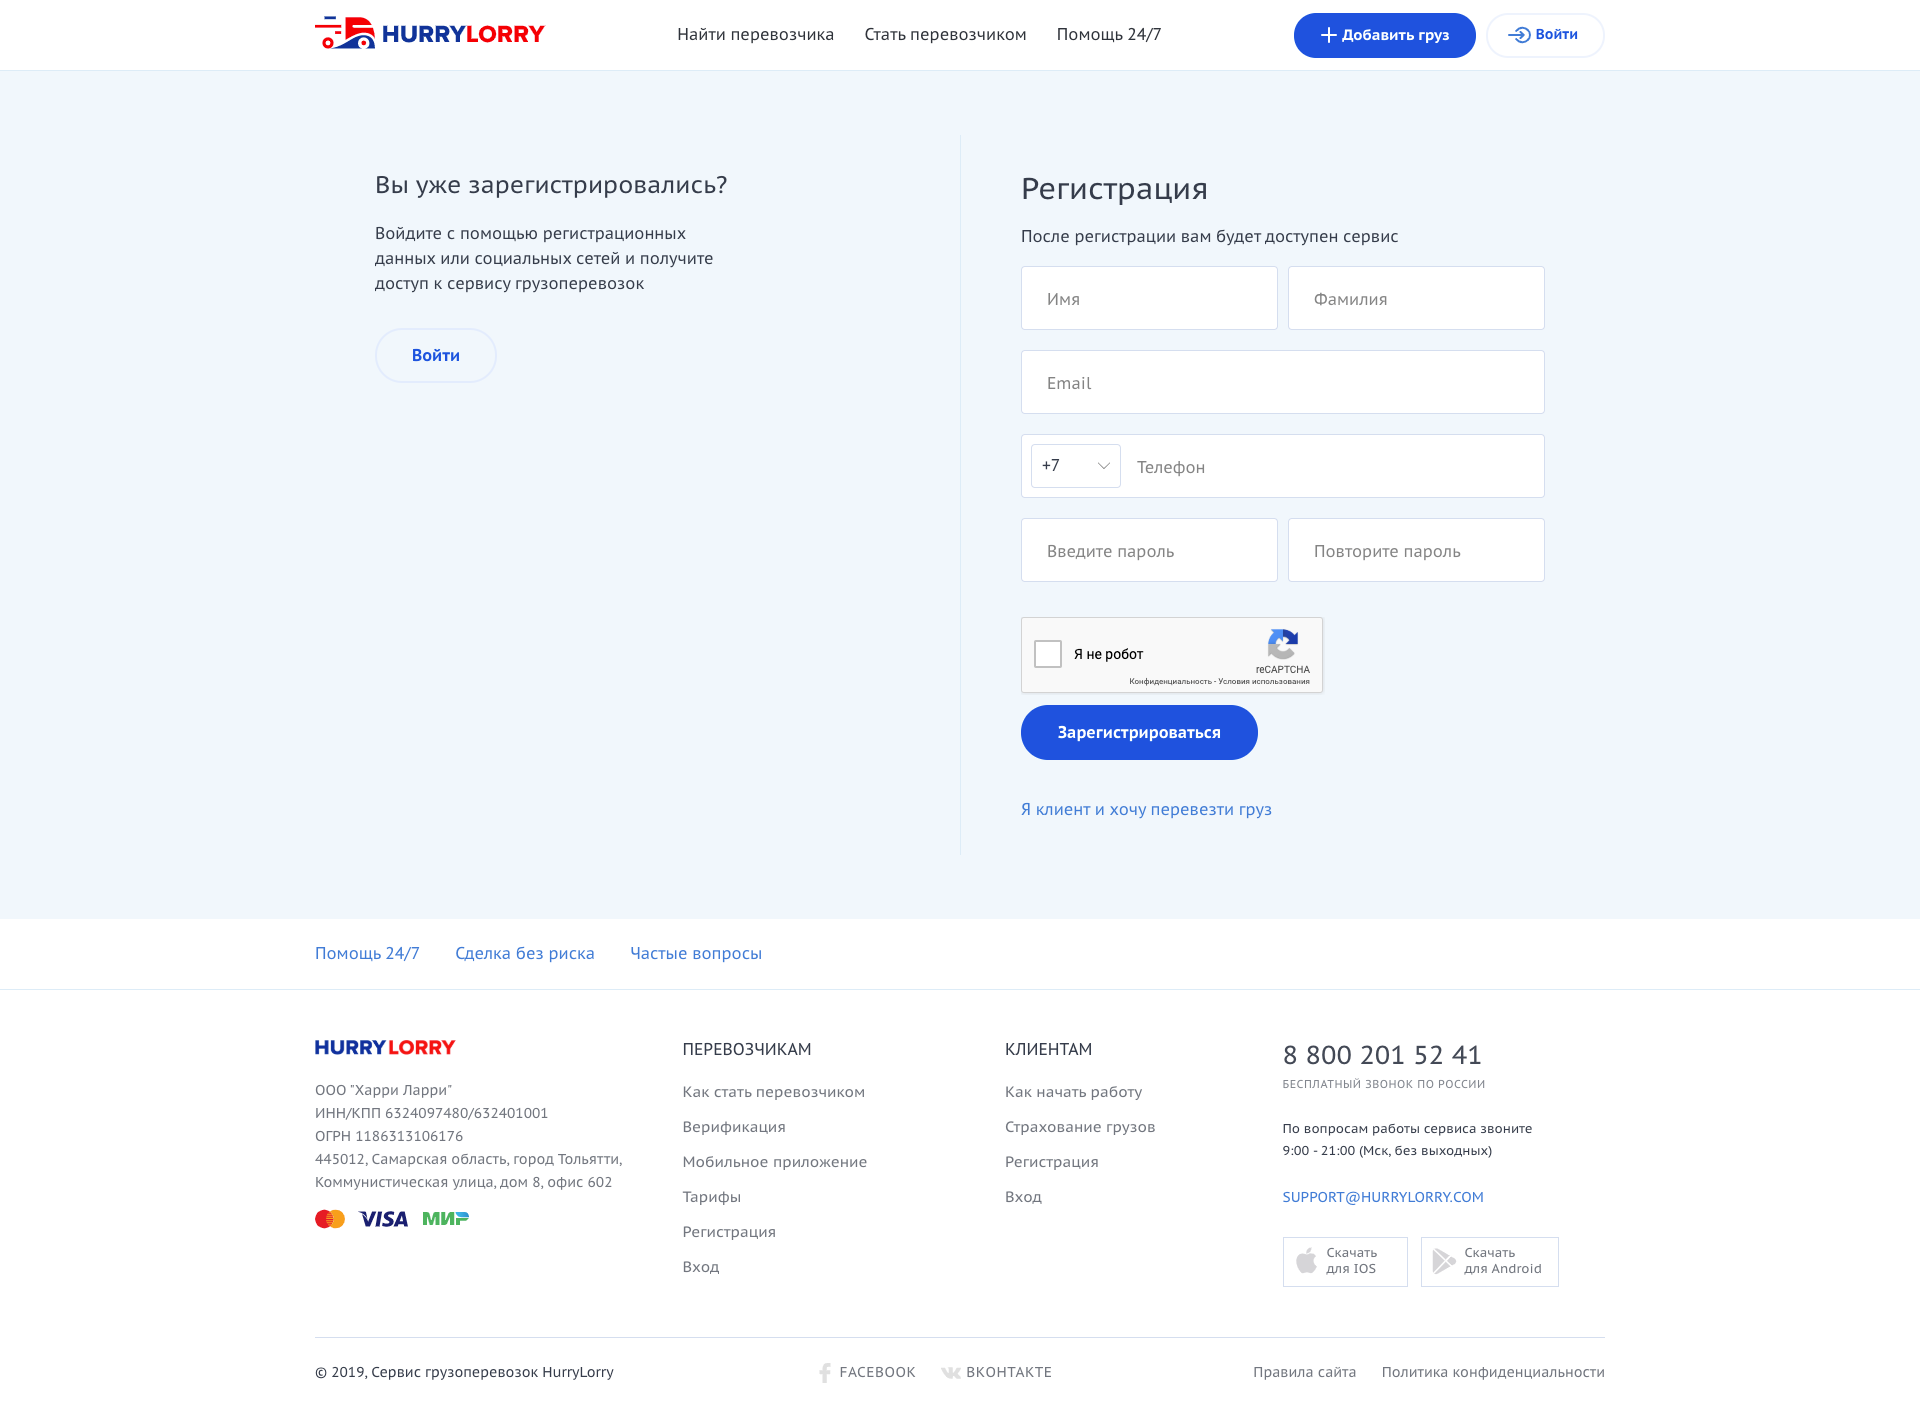 HURRYLORRY
Найти перевозчика
Стать перевозчиком
Помощь 24/7
Добавить груз
Войти
Вы уже зарегистрировались?
Войдите с помощью регистрационных
данных или социальных сетей и получите
доступ к сервису грузоперевозок
Войти
Регистрация
После регистрации вам будет доступен сервис
Имя
Фамилия
Email
+7
Телефон
Введите пароль
Повторите пароль
Я не робот
reCAPTCHA
Конфиденциальность - Условия использования
Зарегистрироваться
Я клиент и хочу перевезти груз
Помощь 24/7
Сделка без риска
Частые вопросы
HURRYLORRY
ООО "Харри Ларри"
ИНН/КПП 6324097480/632401001
ОГРН 1186313106176
445012, Самарская область, город Тольятти,
Коммунистическая улица, дом 8, офис 602
VISA
МИР
ПЕРЕВОЗЧИКАМ
Как стать перевозчиком
Верификация
Мобильное приложение
Тарифы
Регистрация
Вход
КЛИЕНТАМ
Как начать работу
Страхование грузов
Регистрация
Вход
8 800 201 52 41
БЕСПЛАТНЫЙ ЗВОНОК ПО РОССИИ
По вопросам работы сервиса звоните
9:00 - 21:00 (Мск, без выходных)
SUPPORT@HURRYLORRY.COM
Скачать
для IOS
Скачать
для Android
© 2019, Сервис грузоперевозок HurryLorry
FACEBOOK
ВКОНТАКТЕ
Правила сайта
Политика конфиденциальности